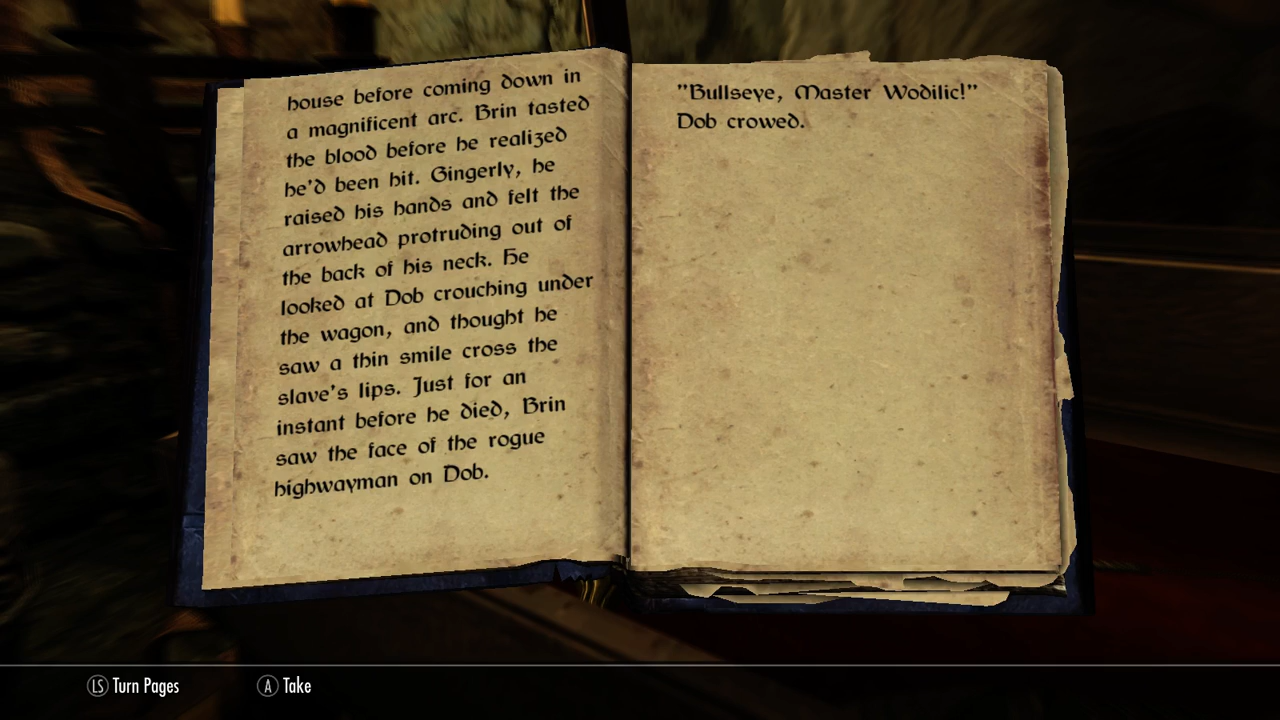 house before coming down in
a magnificent arc. Brin tasted
the blood before he realized
he'd been hit. Gingerly, he
raised his hands and felt the
arrowhead protruding out of
the back of his neck. He
looked at Dob crouching under
the wagon, and thought he
saw a thin smile cross the
slave's lips. Just for an
instant before he died, Brin
saw the face of the rogue
highwayman on Dob.
"Bullseye, Master Wodilic!"
Dob crowed.
LS Turn Pages
A Take